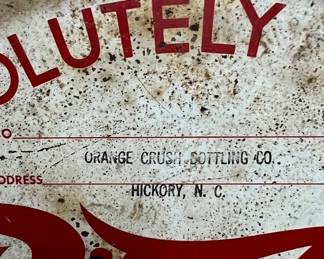 OLUTELY
O
ORANGE CRUSH BOTTLING CO.
DDRESS
HICKORY, N. C.